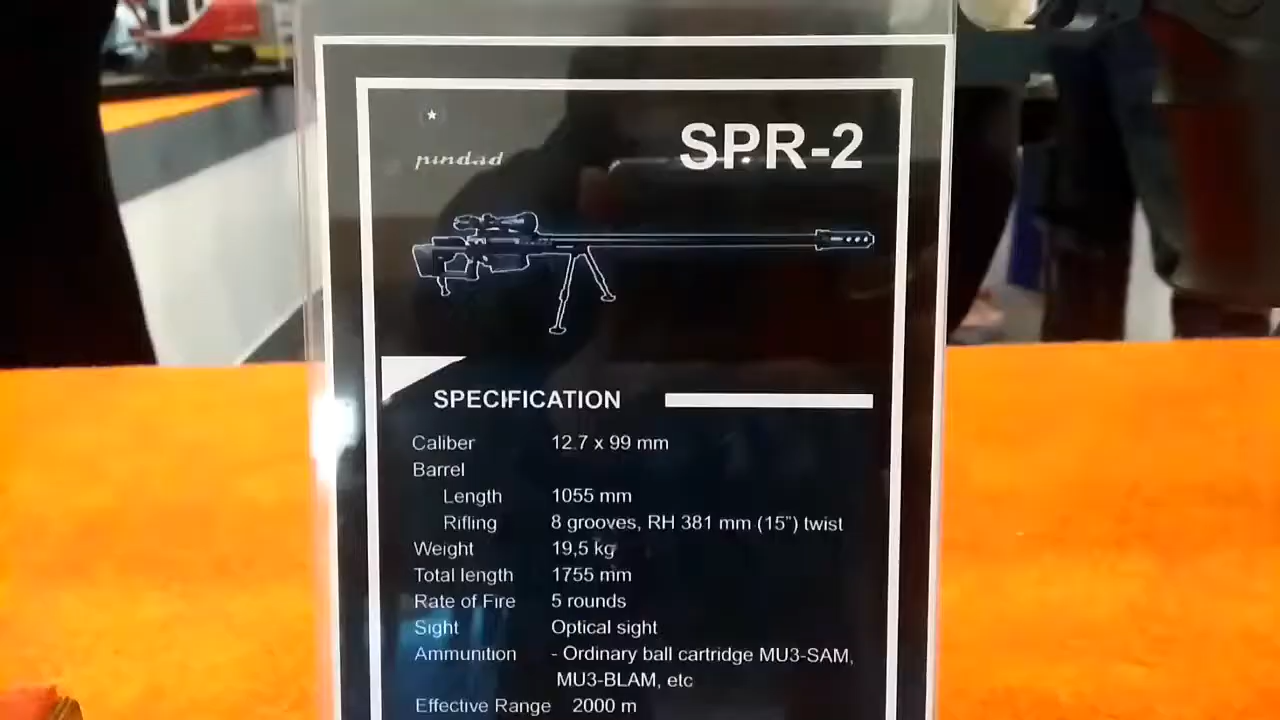 pindad
SPR-2
SPECIFICATION
Caliber 12.7 x 99 mm
Barrel
Length 1055 mm
Rifling 8 grooves, RH 381 mm (15”) twist
Weight 19,5 kg
Total length 1755 mm
Rate of Fire 5 rounds
Sight Optical sight
Ammunition - Ordinary ball cartridge MU3-SAM,
MU3-BLAM, etc
Effective Range 2000 m